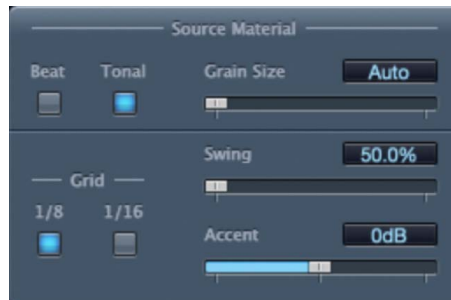 Source Material
Beat Tonal Grain Size Auto
Swing 50.0%
Grid
1/8 1/16
Accent 0dB